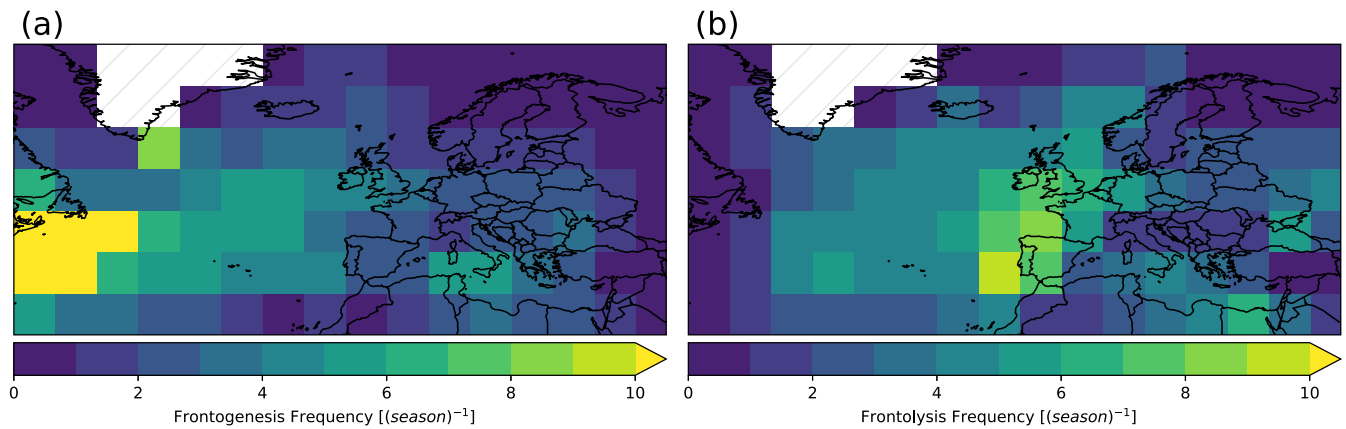 (a)
(b)
0 2 4 6 8 10
Frontogenesis Frequency [(season)⁻¹]
0 2 4 6 8 10
Frontolysis Frequency [(season)⁻¹]